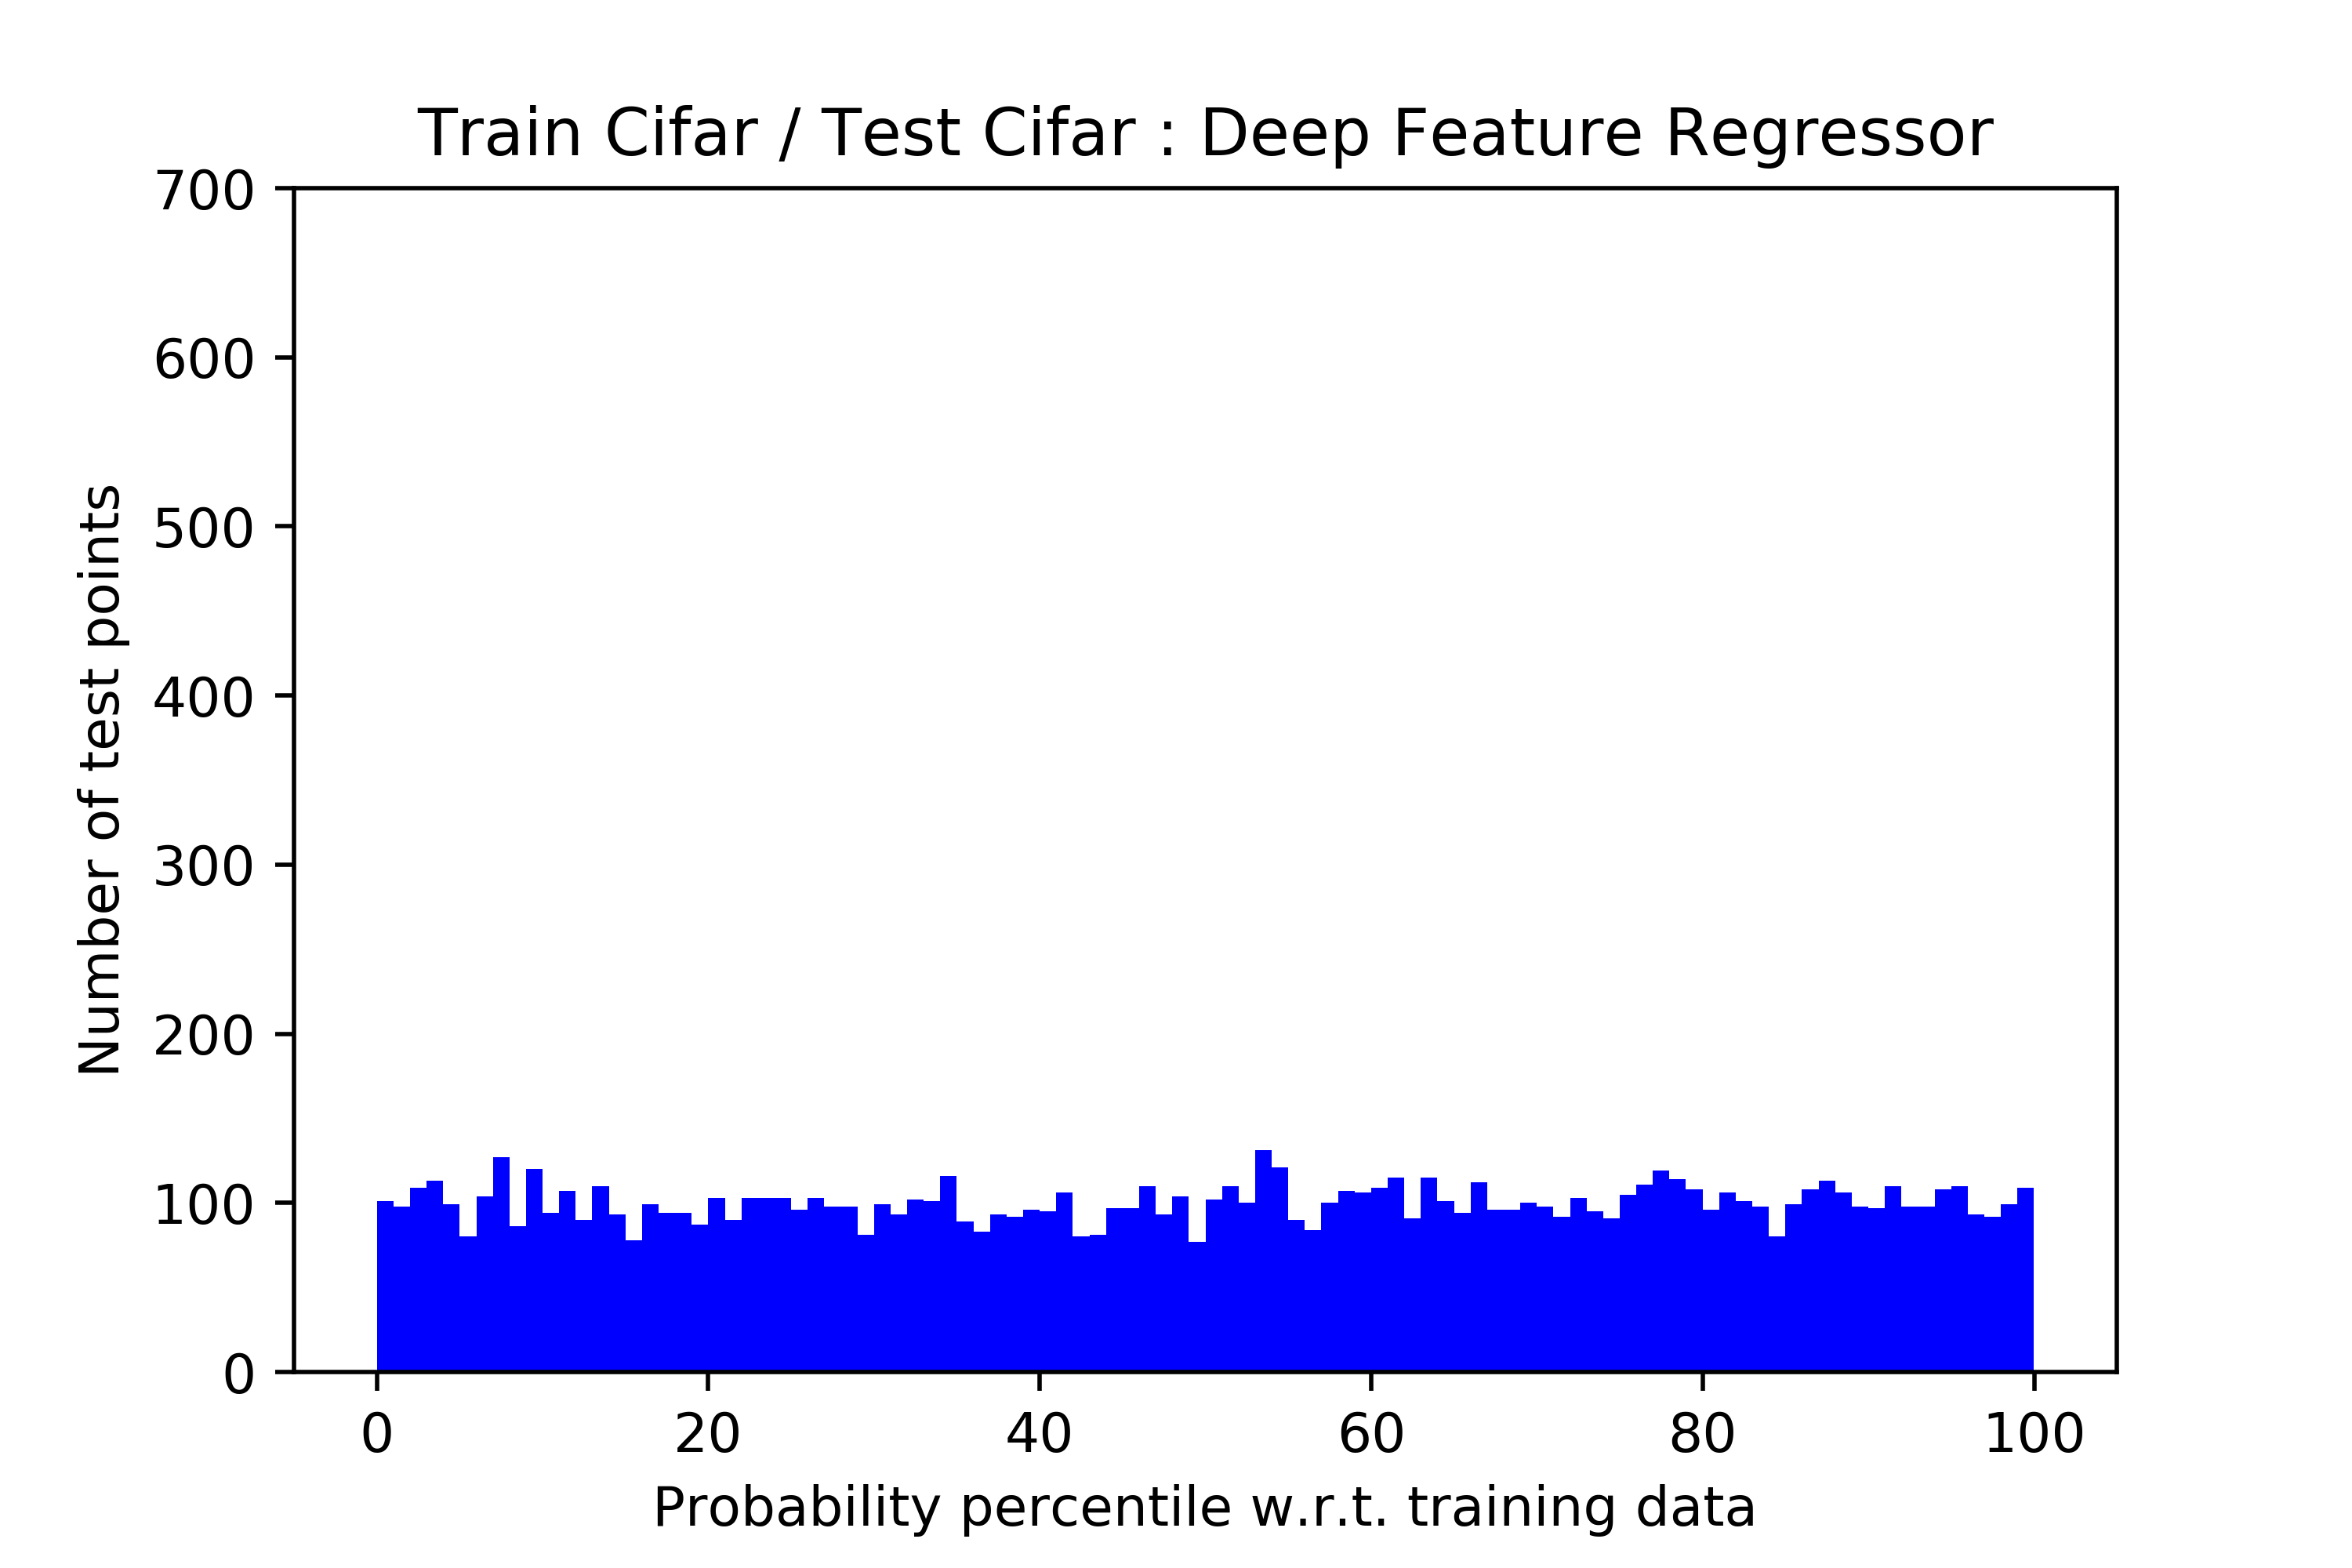 Train Cifar / Test Cifar : Deep Feature Regressor
700
600
500
400
300
200
100
0
Number of test points
0 20 40 60 80 100
Probability percentile w.r.t. training data